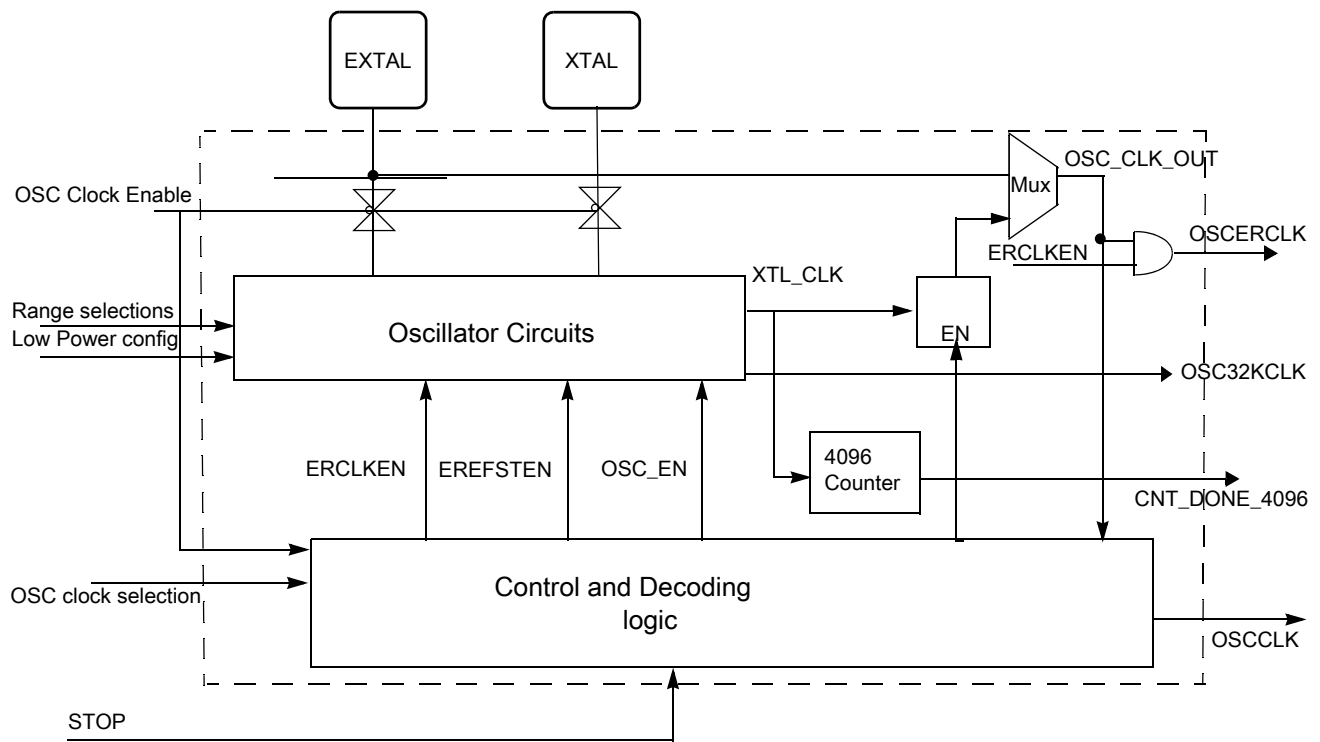 EXTAL
XTAL
OSC_CLK_OUT
Mux
OSC Clock Enable
OSCERCLK
ERCLKEN
XTL_CLK
Range selections
Oscillator Circuits
EN
Low Power config
OSC32KCLK
4096
Counter
ERCLKEN
EREFSTEN
OSC_EN
CNT_DONE_4096
Control and Decoding
logic
OSC clock selection
OSCCLK
STOP